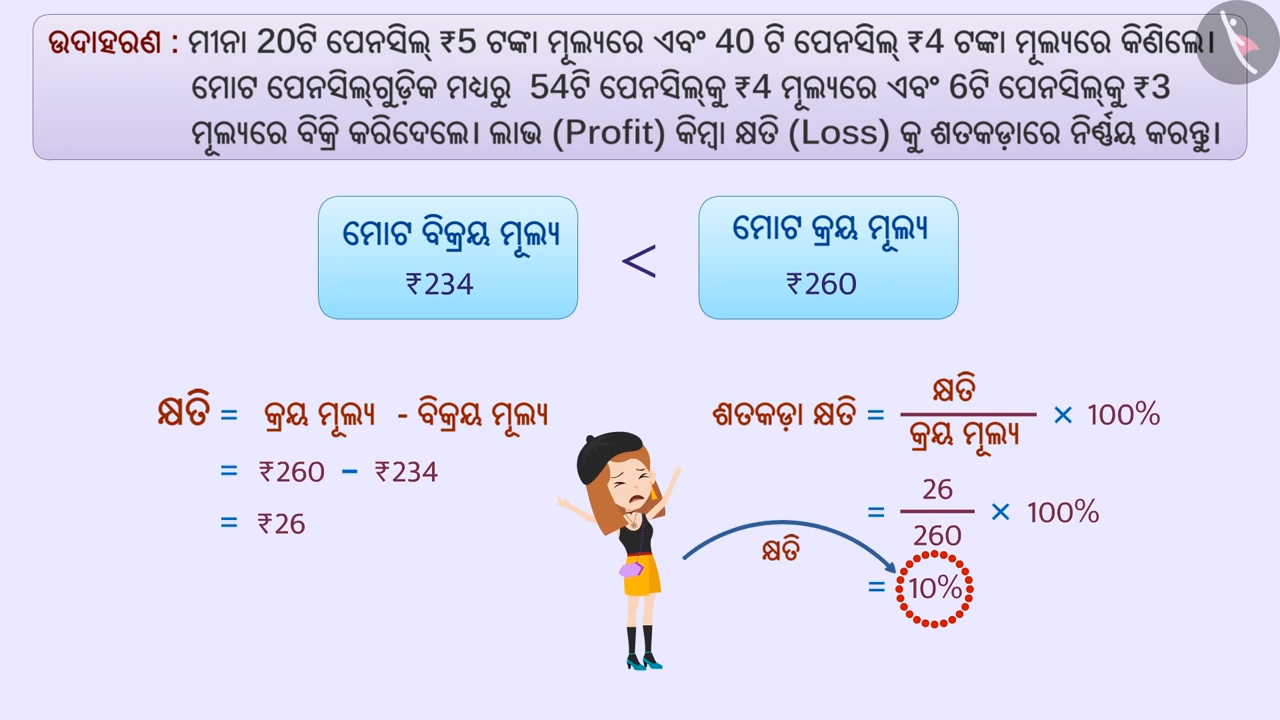 ଉଦାହରଣ : ମୀନା 20ଟି ପେନସିଲ୍ ₹5 ଟଙ୍କା ମୂଲ୍ୟରେ ଏବଂ 40 ଟି ପେନସିଲ୍ ₹4 ଟଙ୍କା ମୂଲ୍ୟରେ କିଣିଲେ।
ମୋଟ ପେନସିଲ୍‌ଗୁଡ଼ିକ ମଧ୍ୟରୁ 54ଟି ପେନସିଲ୍‌କୁ ₹4 ମୂଲ୍ୟରେ ଏବଂ 6ଟି ପେନସିଲ୍‌କୁ ₹3
ମୂଲ୍ୟରେ ବିକ୍ରି କରିଦେଲେ। ଲାଭ (Profit) କିମ୍ବା କ୍ଷତି (Loss) କୁ ଶତକଡ଼ାରେ ନିର୍ଣ୍ଣୟ କରନ୍ତୁ।
ମୋଟ ବିକ୍ରୟ ମୂଲ୍ୟ
₹234
<
ମୋଟ କ୍ରୟ ମୂଲ୍ୟ
₹260
କ୍ଷତି = କ୍ରୟ ମୂଲ୍ୟ - ବିକ୍ରୟ ମୂଲ୍ୟ
= ₹260 – ₹234
= ₹26
ଶତକଡ଼ା କ୍ଷତି = କ୍ଷତି / କ୍ରୟ ମୂଲ୍ୟ × 100%
= 26 / 260 × 100%
କ୍ଷତି
= 10%